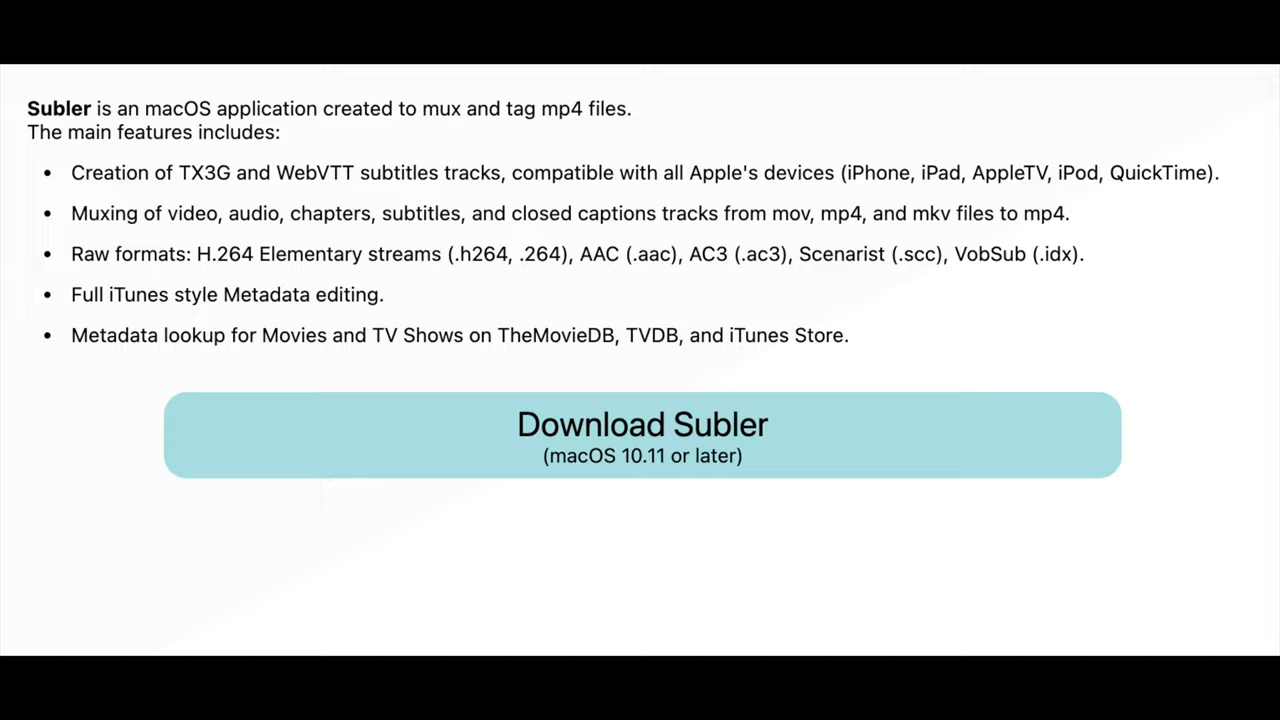 Subler is an macOS application created to mux and tag mp4 files.
The main features includes:
• Creation of TX3G and WebVTT subtitles tracks, compatible with all Apple's devices (iPhone, iPad, AppleTV, iPod, QuickTime).
• Muxing of video, audio, chapters, subtitles, and closed captions tracks from mov, mp4, and mkv files to mp4.
• Raw formats: H.264 Elementary streams (.h264, .264), AAC (.aac), AC3 (.ac3), Scenarist (.scc), VobSub (.idx).
• Full iTunes style Metadata editing.
• Metadata lookup for Movies and TV Shows on TheMovieDB, TVDB, and iTunes Store.
Download Subler
(macOS 10.11 or later)